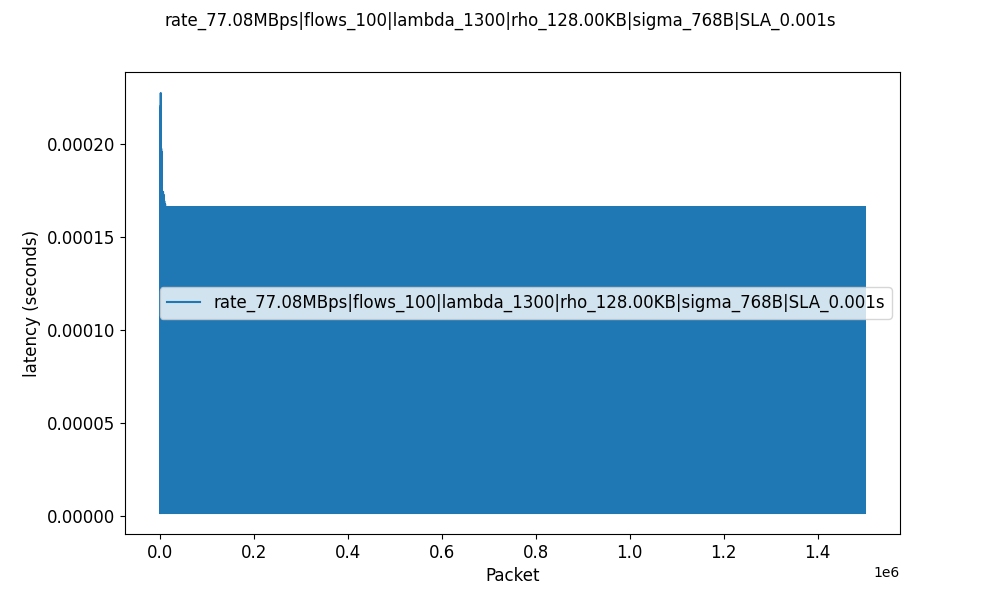 rate_77.08MBps|flows_100|lambda_1300|rho_128.00KB|sigma_768B|SLA_0.001s
0.00020
0.00015
0.00010
0.00005
0.00000
latency (seconds)
rate_77.08MBps|flows_100|lambda_1300|rho_128.00KB|sigma_768B|SLA_0.001s
0.0 0.2 0.4 0.6 0.8 1.0 1.2 1.4
1e6
Packet